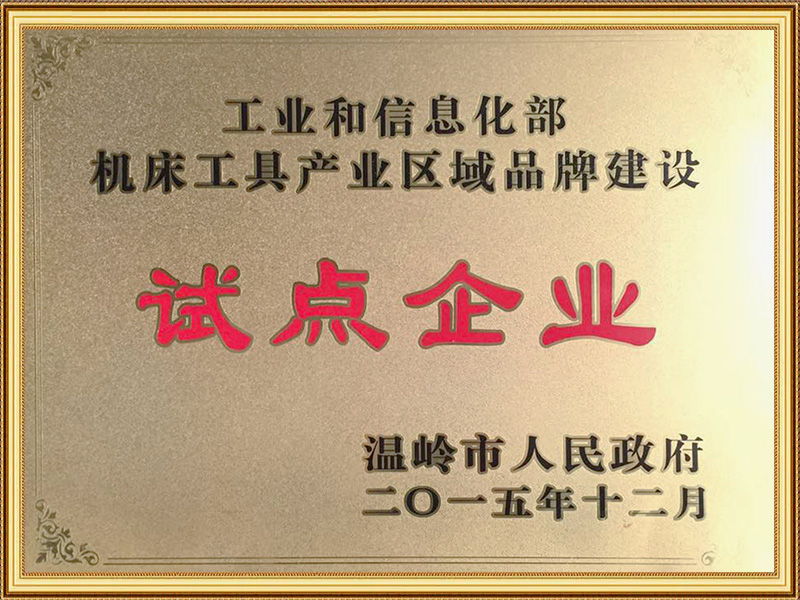 工业和信息化部
机床工具产业区域品牌建设
试点企业
温岭市人民政府
二〇一五年十二月